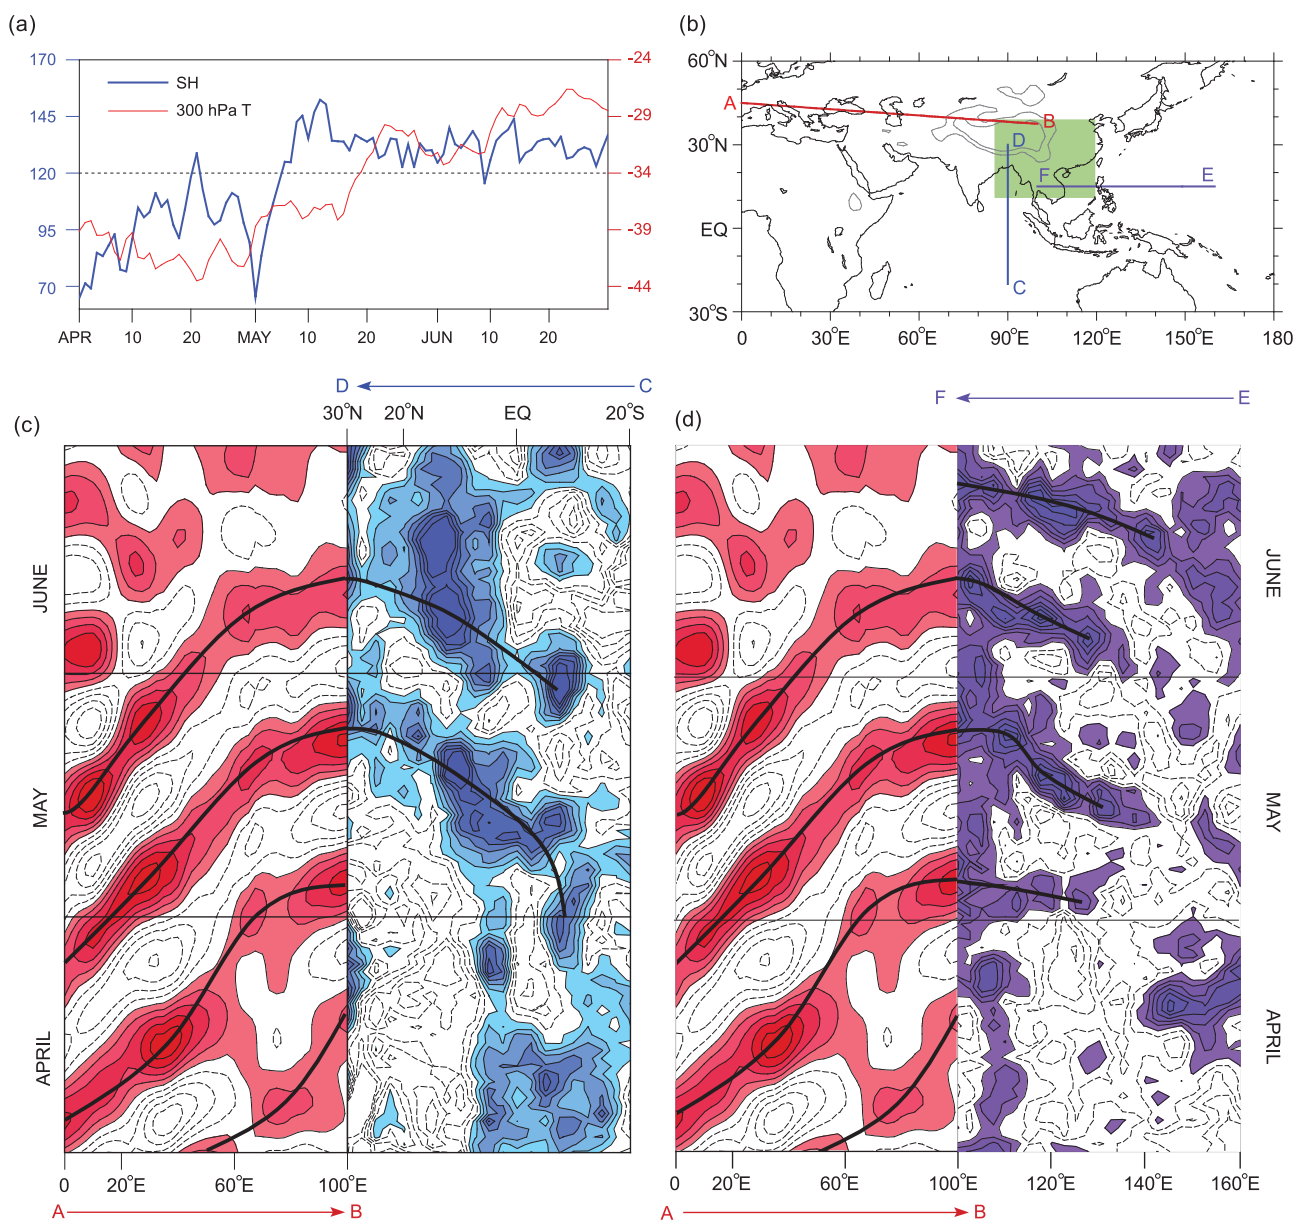 (a)
170
145
120
95
70
SH
300 hPa T
-24
-29
-34
-39
-44
APR 10 20 MAY 10 20 JUN 10 20
(b)
60°N
30°N
EQ
30°S
A
B
D
F
E
C
0 30°E 60°E 90°E 120°E 150°E 180
D C
30°N 20°N EQ 20°S
(c)
JUNE
MAY
APRIL
0 20°E 60°E 100°E
A B
F E
(d)
JUNE
MAY
APRIL
0 20°E 60°E 100°E 120°E 140°E 160°E
A B